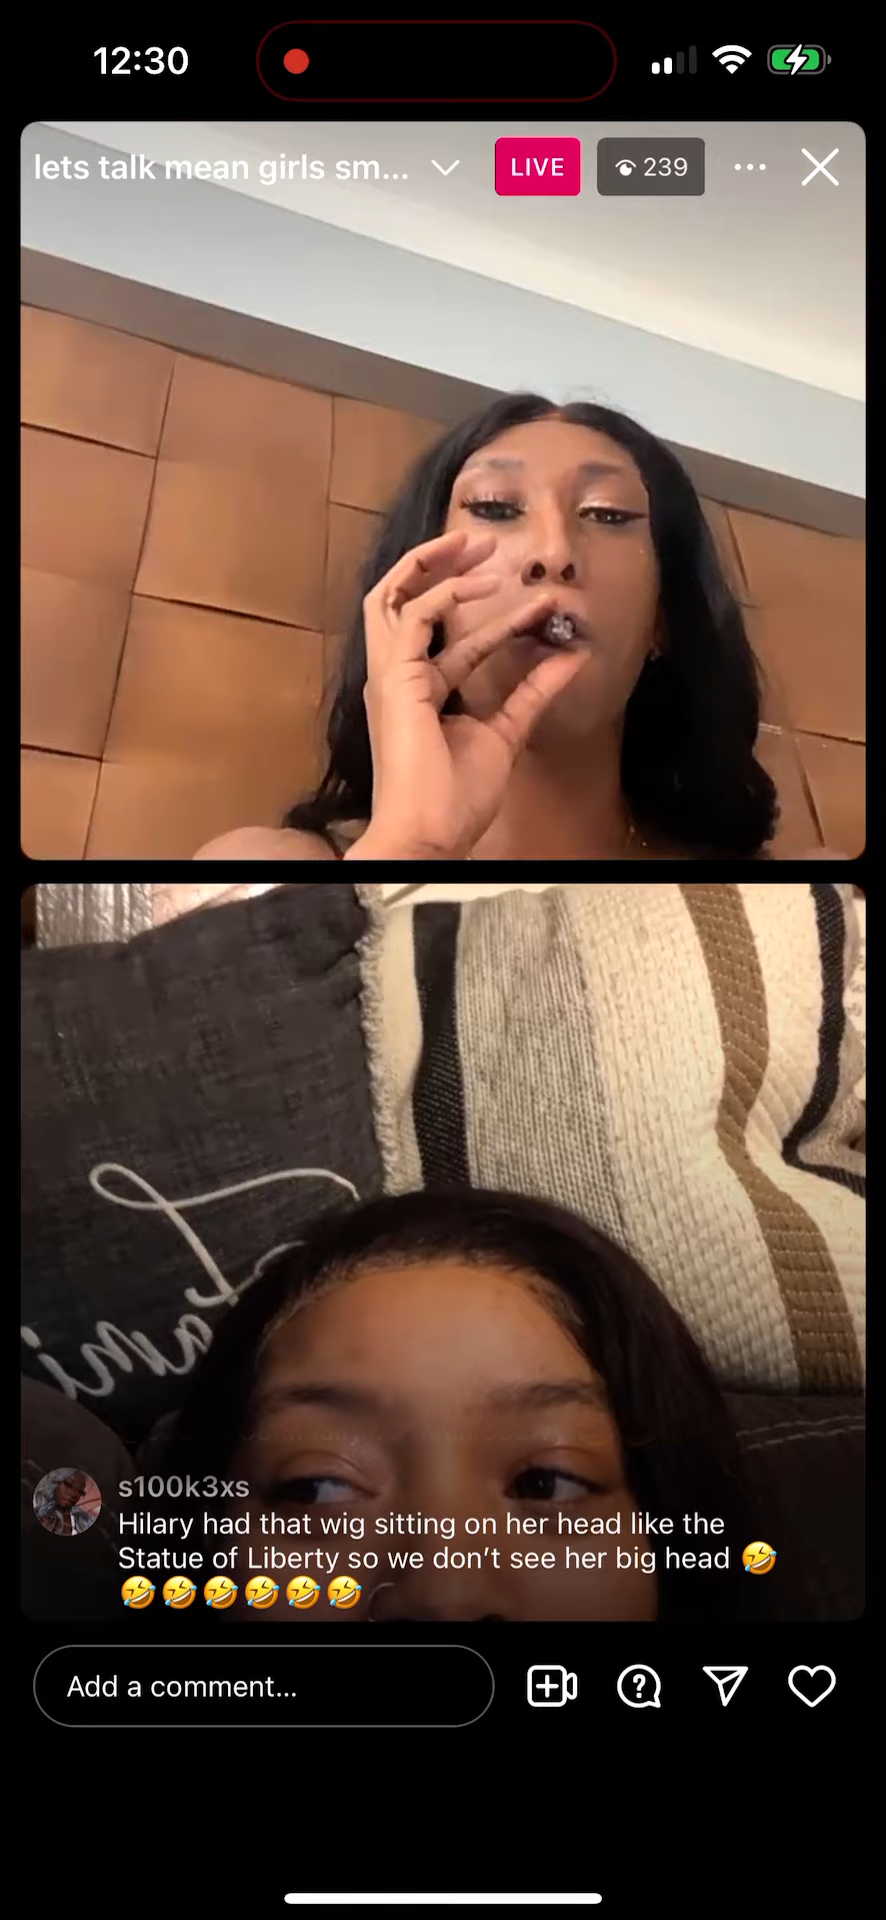 12:30
lets talk mean girls sm...
LIVE
239
s100k3xs
Hilary had that wig sitting on her head like the
Statue of Liberty so we don't see her big head 🤣
🤣🤣🤣🤣🤣🤣
Add a comment...